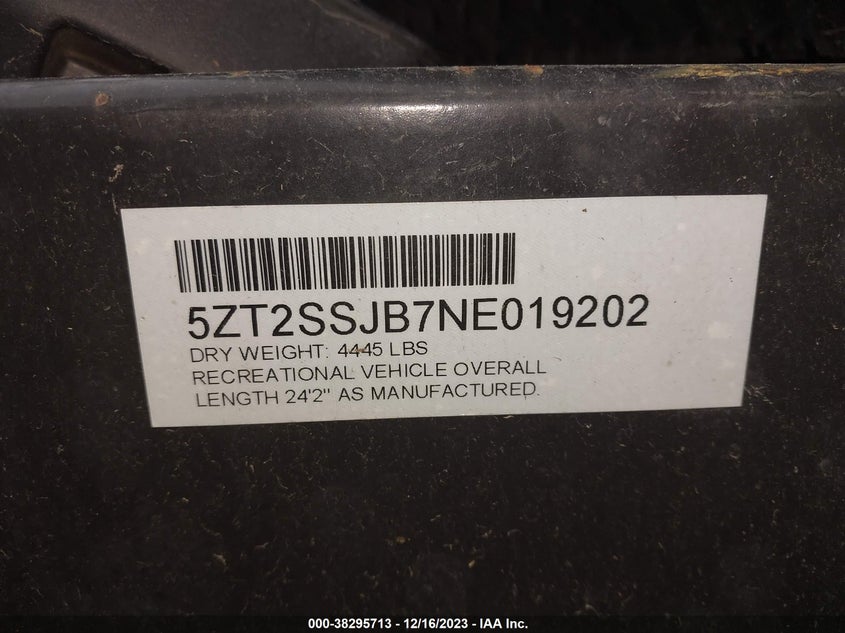 5ZT2SSJB7NE019202
DRY WEIGHT: 4445 LBS
RECREATIONAL VEHICLE OVERALL
LENGTH 24'2" AS MANUFACTURED.
000-38295713 - 12/16/2023 - IAA Inc.